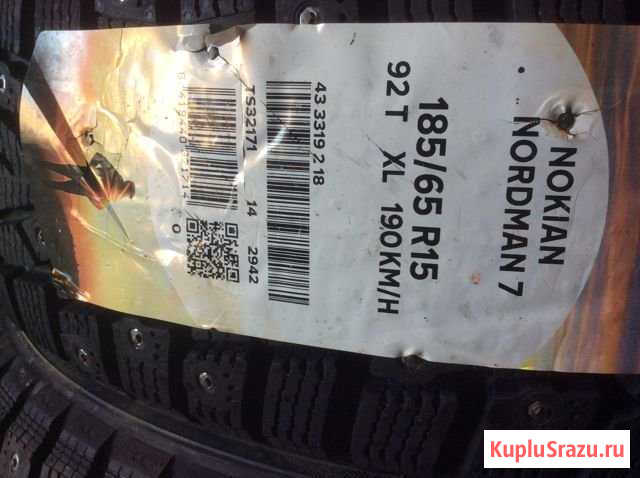 NOKIAN
NORDMAN 7
185/65 R15
92 T XL 190KM/H
43 3319 2 18
TS32171 14 2942
0
KupluSrazu.ru